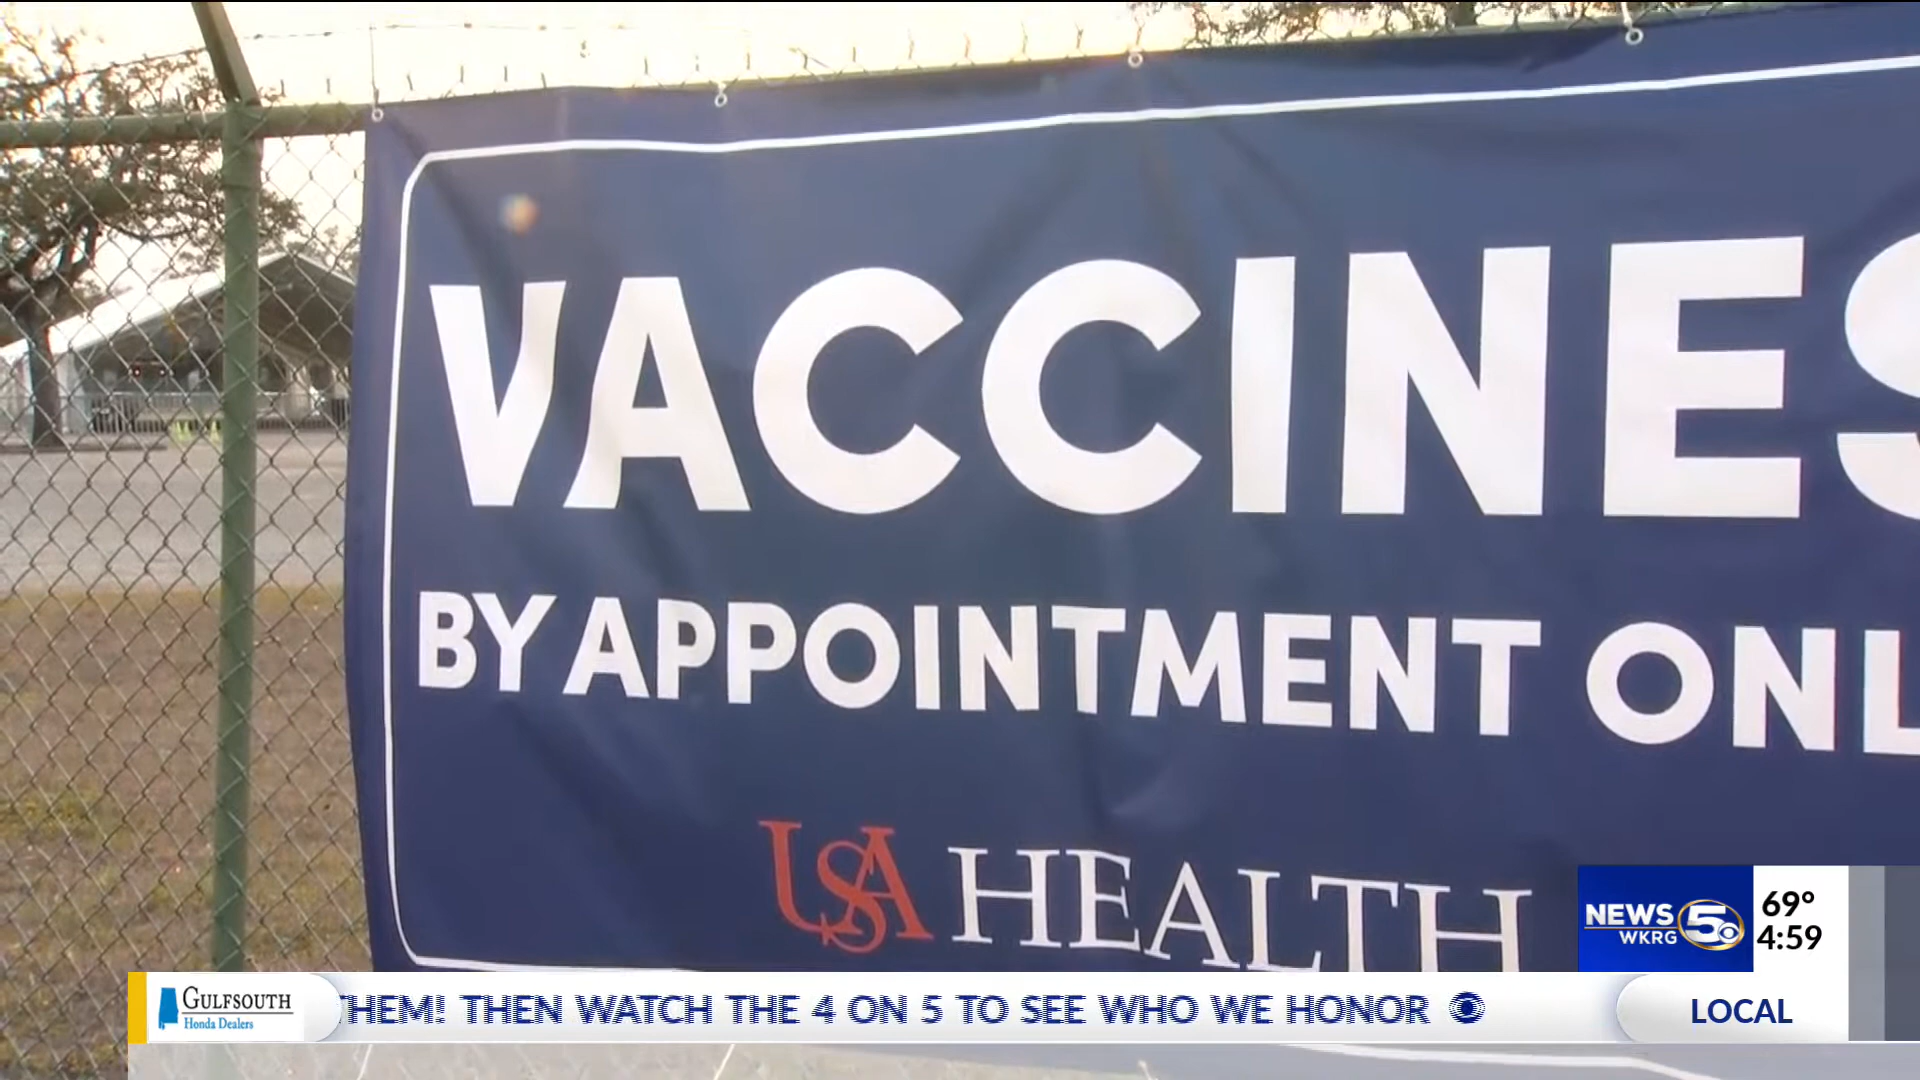 VACCINES
BY APPOINTMENT ONL
USA HEALTH
NEWS 5
WKRG
69°
4:59
GULFSOUTH
Honda Dealers
THEM! THEN WATCH THE 4 ON 5 TO SEE WHO WE HONOR
LOCAL